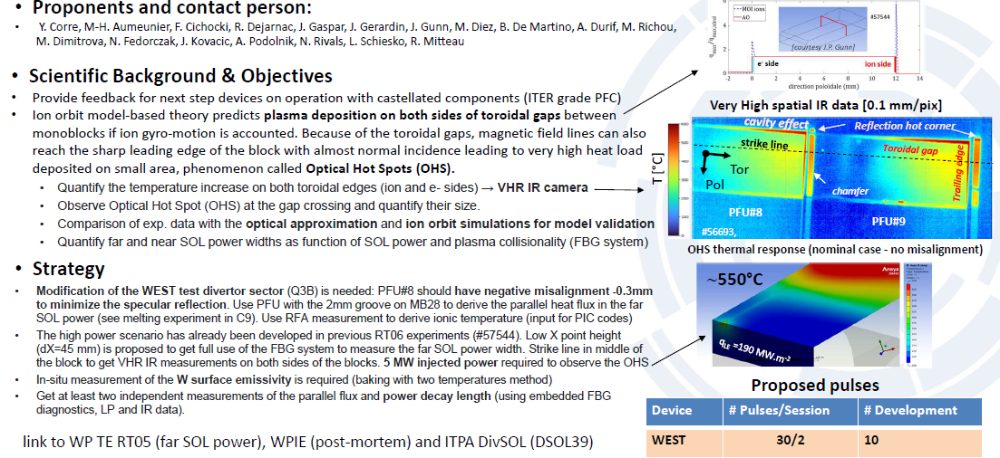 • Proponents and contact person:
• Y. Corre, M-H. Aumeunier, F. Cichocki, R. Dejarnac, J. Gaspar, J. Gerardin, J. Gunn, M. Diez, B. De Martino, A. Durif, M. Richou,
M. Dimitrova, N. Fedorczak, J. Kovacic, A. Podolnik, N. Rivals, L. Schiesko, R. Mitteau
• Scientific Background & Objectives
• Provide feedback for next step devices on operation with castellated components (ITER grade PFC)
• Ion orbit model-based theory predicts plasma deposition on both sides of toroidal gaps between
monoblocks if ion gyro-motion is accounted. Because of the toroidal gaps, magnetic field lines can also
reach the sharp leading edge of the block with almost normal incidence leading to very high heat load
deposited on small area, phenomenon called Optical Hot Spots (OHS).
• Quantify the temperature increase on both toroidal edges (ion and e- sides) → VHR IR camera
• Observe Optical Hot Spot (OHS) at the gap crossing and quantify their size.
• Comparison of exp. data with the optical approximation and ion orbit simulations for model validation
• Quantify far and near SOL power widths as function of SOL power and plasma collisionality (FBG system)
• Strategy
• Modification of the WEST test divertor sector (Q3B) is needed: PFU#8 should have negative misalignment -0.3mm
to minimize the specular reflection. Use PFU with the 2mm groove on MB28 to derive the parallel heat flux in the far
SOL power (see melting experiment in C9). Use RFA measurement to derive ionic temperature (input for PIC codes)
• The high power scenario has already been developed in previous RT06 experiments (#57544). Low X point height
(dX=45 mm) is proposed to get full use of the FBG system to measure the far SOL power width. Strike line in middle of
the block to get VHR IR measurements on both sides of the blocks. 5 MW injected power required to observe the OHS
• In-situ measurement of the W surface emissivity is required (baking with two temperatures method)
• Get at least two independent measurements of the parallel flux and power decay length (using embedded FBG
diagnostics, LP and IR data).
link to WP TE RT05 (far SOL power), WPIE (post-mortem) and ITPA DivSOL (DSOL39)
MOI ions
AO
#57544
[courtesy J.P. Gunn]
e⁻ side
ion side
6
4
2
0
-2 0 2 4 6 8 10 12 14
direction poloidale (mm)
Very High spatial IR data [0.1 mm/pix]
T [°C]
cavity effect
Reflection hot corner
strike line
Toroidal gap
Tor
Pol
Trailing edge
chamfer
PFU#8
PFU#9
#56693,
OHS thermal response (nominal case - no misalignment)
~550°C
Ansys
qLE =190 MW.m-2
Proposed pulses
Device # Pulses/Session # Development
WEST 30/2 10